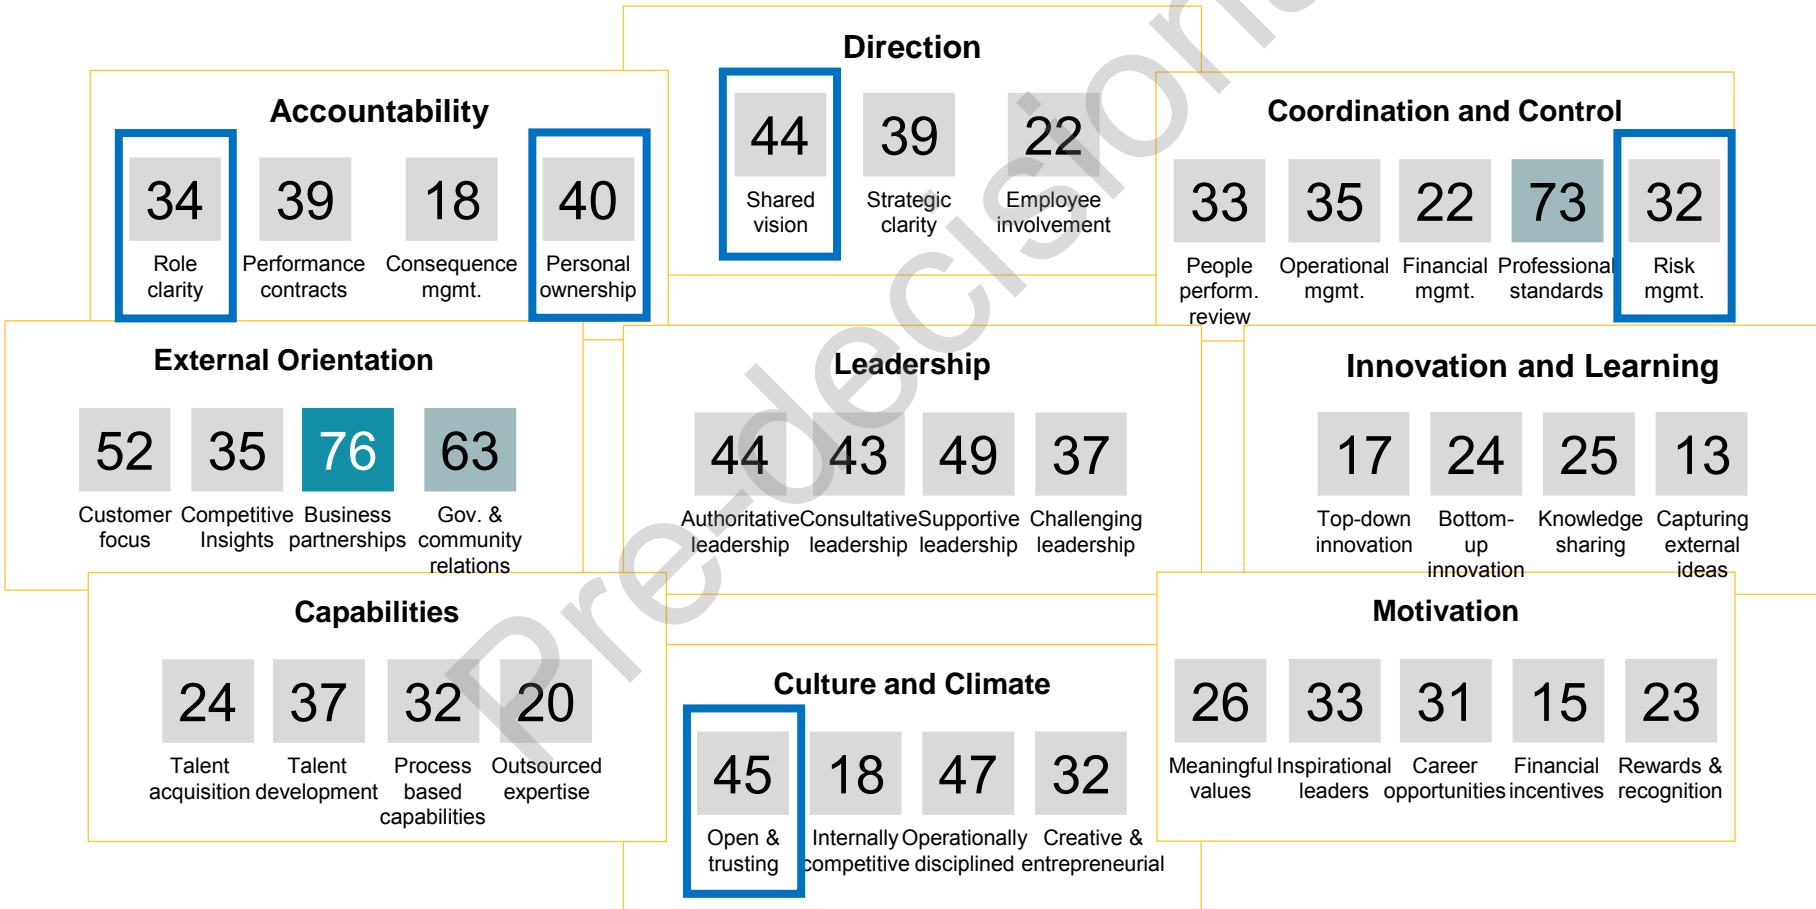 Direction
44 39 22
Shared Strategic Employee
vision clarity involvement
Accountability
34 39 18 40
Role Performance Consequence Personal
clarity contracts mgmt. ownership
Coordination and Control
33 35 22 73 32
People Operational Financial Professional Risk
perform. mgmt. mgmt. standards mgmt.
review
External Orientation
52 35 76 63
Customer Competitive Business Gov. &
focus Insights partnerships community
relations
Leadership
44 43 49 37
Authoritative Consultative Supportive Challenging
leadership leadership leadership leadership
Innovation and Learning
17 24 25 13
Top-down Bottom- Knowledge Capturing
innovation up sharing external
innovation ideas
Capabilities
24 37 32 20
Talent Talent Process Outsourced
acquisition development based expertise
capabilities
Culture and Climate
45 18 47 32
Open & Internally Operationally Creative &
trusting competitive disciplined entrepreneurial
Motivation
26 33 31 15 23
Meaningful Inspirational Career Financial Rewards &
values leaders opportunities incentives recognition